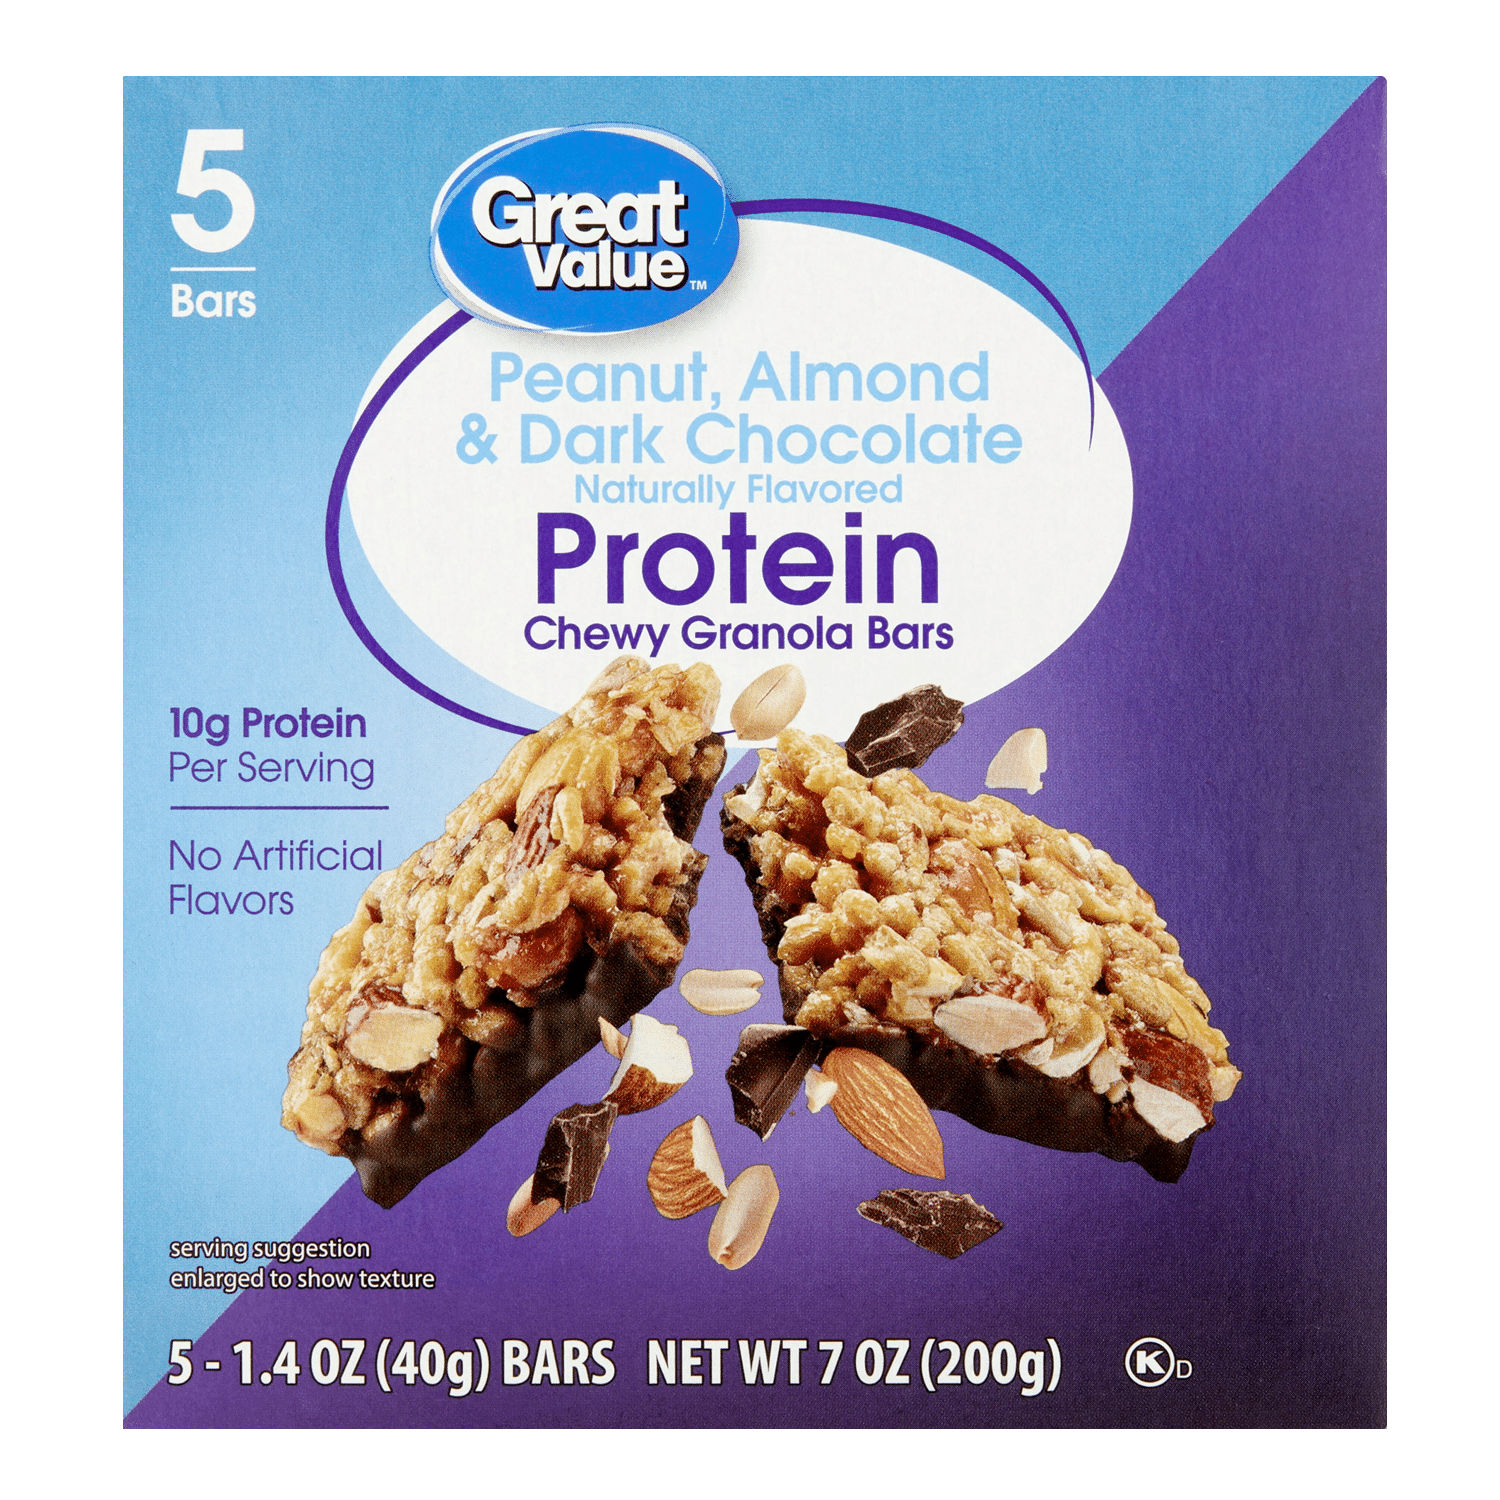 5
Bars
Great
Value™
Peanut, Almond
& Dark Chocolate
Naturally Flavored
Protein
Chewy Granola Bars
10g Protein
Per Serving
No Artificial
Flavors
serving suggestion
enlarged to show texture
5 - 1.4 OZ (40g) BARS NET WT 7 OZ (200g)
K D